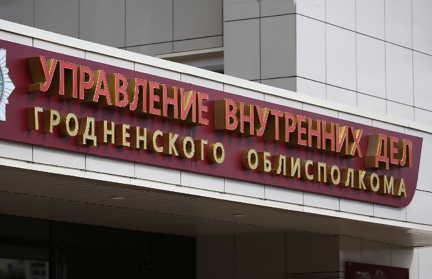 УПРАВЛЕНИЕ ВНУТРЕННИХ ДЕЛ
ГРОДНЕНСКОГО ОБЛИСПОЛКОМА